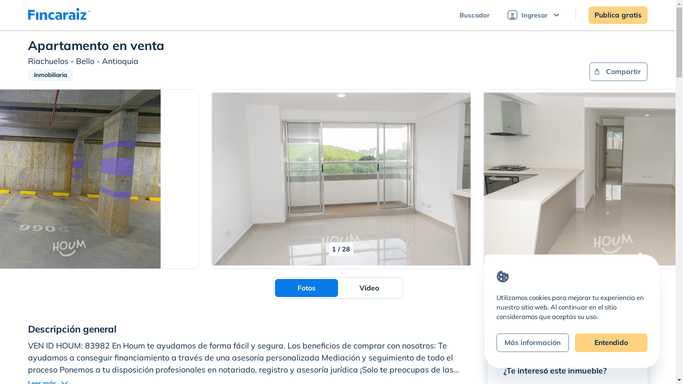 Fincaraiz
Buscador
Ingresar
Publica gratis
Apartamento en venta
Riachuelos - Bello - Antioquia
Inmobiliaria
Compartir
HOUM
HOUM
HOUM
1 / 28
Fotos
Video
Utilizamos cookies para mejorar tu experiencia en
nuestro sitio web. Al continuar en el sitio
consideramos que aceptas su uso.
Más información
Entendido
Descripción general
VEN ID HOUM: 83982 En Houm te ayudamos de forma fácil y segura. Los beneficios de comprar con nosotros: Te
ayudamos a conseguir financiamiento a través de una asesoría personalizada Mediación y seguimiento de todo el
proceso Ponemos a tu disposición profesionales en notariado, registro y asesoría jurídica ¡Solo te preocupas de las...
Leer más
¿Te interesó este inmueble?